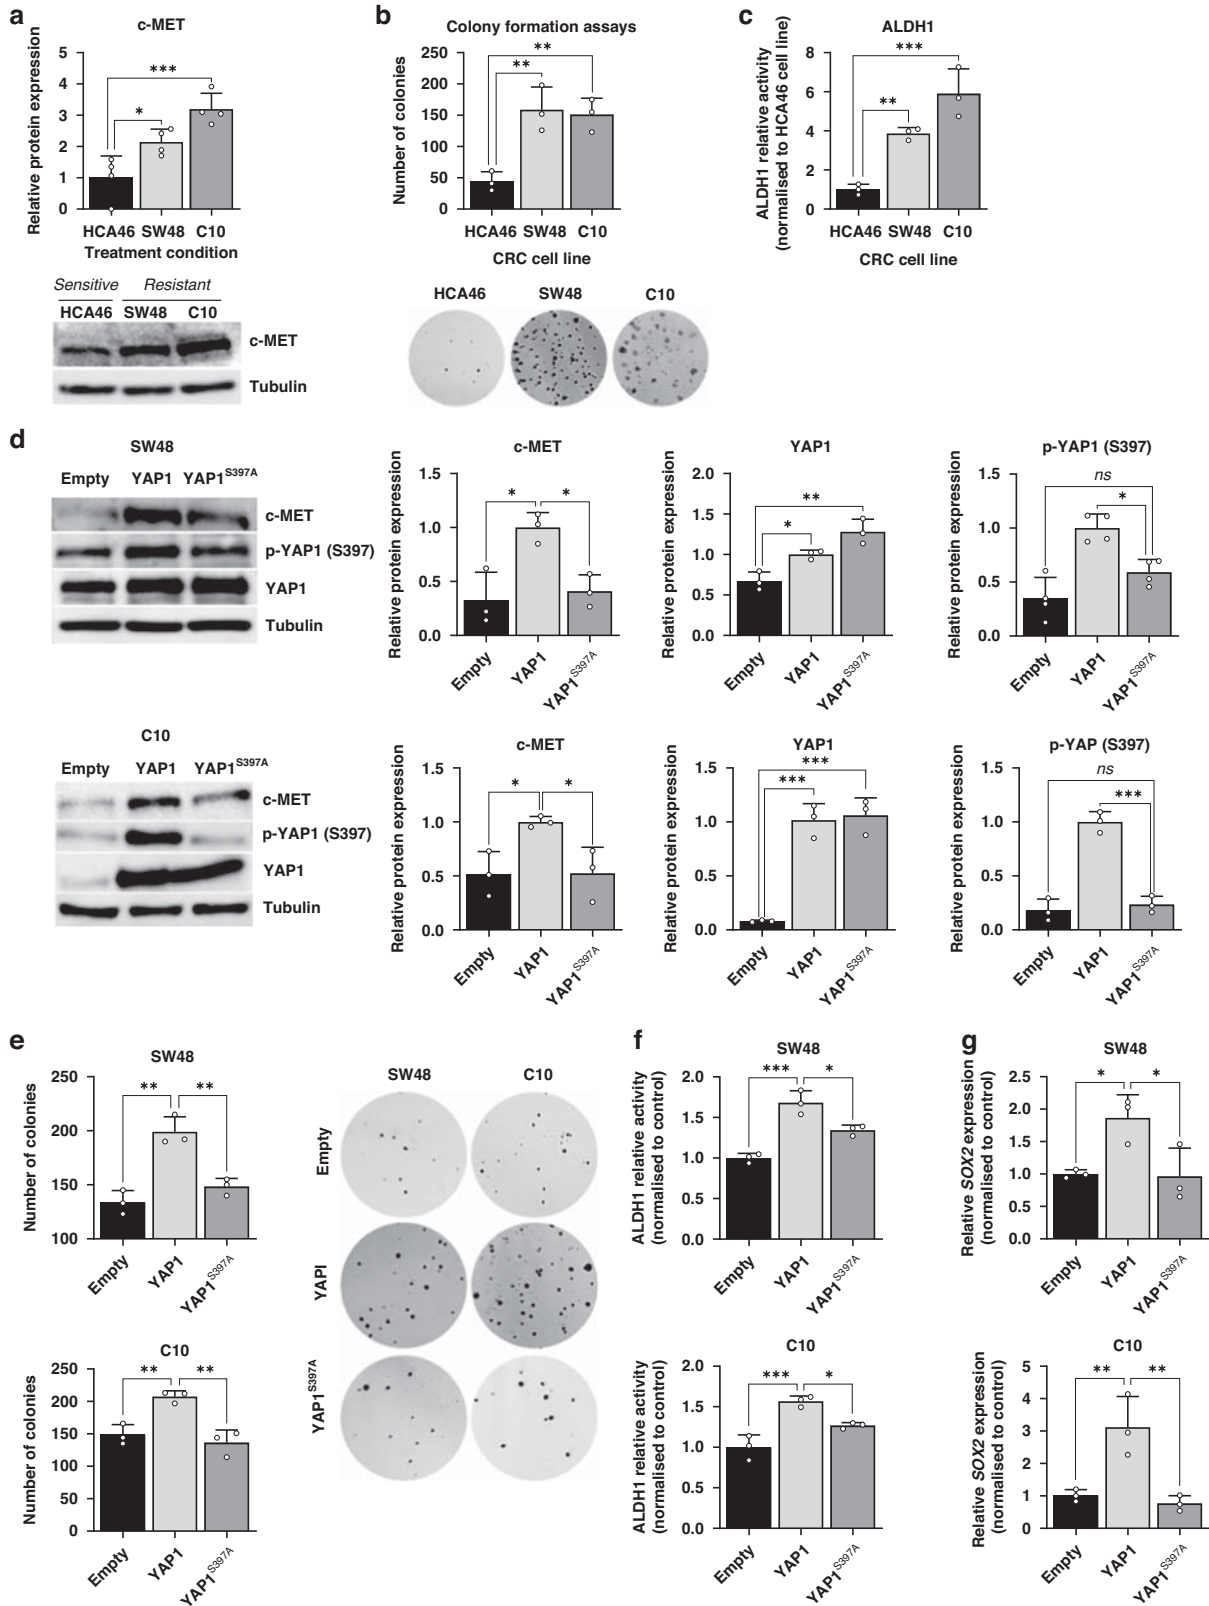 a
c-MET
Relative protein expression
5
4
3
2
1
0
***
*
HCA46 SW48 C10
Treatment condition
Sensitive Resistant
HCA46 SW48 C10
c-MET
Tubulin
b
Colony formation assays
Number of colonies
250
200
150
100
50
0
**
**
HCA46 SW48 C10
CRC cell line
HCA46 SW48 C10
c
ALDH1
ALDH1 relative activity
(normalised to HCA46 cell line)
8
6
4
2
0
***
**
HCA46 SW48 C10
CRC cell line
d
SW48
Empty YAP1 YAP1S397A
c-MET
p-YAP1 (S397)
YAP1
Tubulin
c-MET
Relative protein expression
1.5
1.0
0.5
0.0
* *
Empty
YAP1
YAP1S397A
YAP1
Relative protein expression
2.0
1.5
1.0
0.5
0.0
**
*
Empty
YAP1
YAP1S397A
p-YAP1 (S397)
Relative protein expression
1.5
1.0
0.5
0.0
ns
*
Empty
YAP1
YAP1S397A
C10
Empty YAP1 YAP1S397A
c-MET
p-YAP1 (S397)
YAP1
Tubulin
c-MET
Relative protein expression
1.5
1.0
0.5
0.0
* *
Empty
YAP1
YAP1S397A
YAP1
Relative protein expression
1.5
1.0
0.5
0.0
***
***
Empty
YAP1
YAP1S397A
p-YAP (S397)
Relative protein expression
1.5
1.0
0.5
0.0
ns
***
Empty
YAP1
YAP1S397A
e
SW48
Number of colonies
250
200
150
100
** **
Empty
YAP1
YAP1S397A
C10
Number of colonies
250
200
150
100
50
0
** **
Empty
YAP1
YAP1S397A
SW48 C10
Empty
YAPI
YAP1S397A
f
SW48
ALDH1 relative activity
(normalised to control)
2.0
1.5
1.0
0.5
0.0
*** *
Empty
YAP1
YAP1S397A
C10
ALDH1 relative activity
(normalised to control)
2.0
1.5
1.0
0.5
0.0
*** *
Empty
YAP1
YAP1S397A
g
SW48
Relative SOX2 expression
(normalised to control)
2.5
2.0
1.5
1.0
0.5
0.0
* *
Empty
YAP1
YAP1S397A
C10
Relative SOX2 expression
(normalised to control)
5
4
3
2
1
0
** **
Empty
YAP1
YAP1S397A